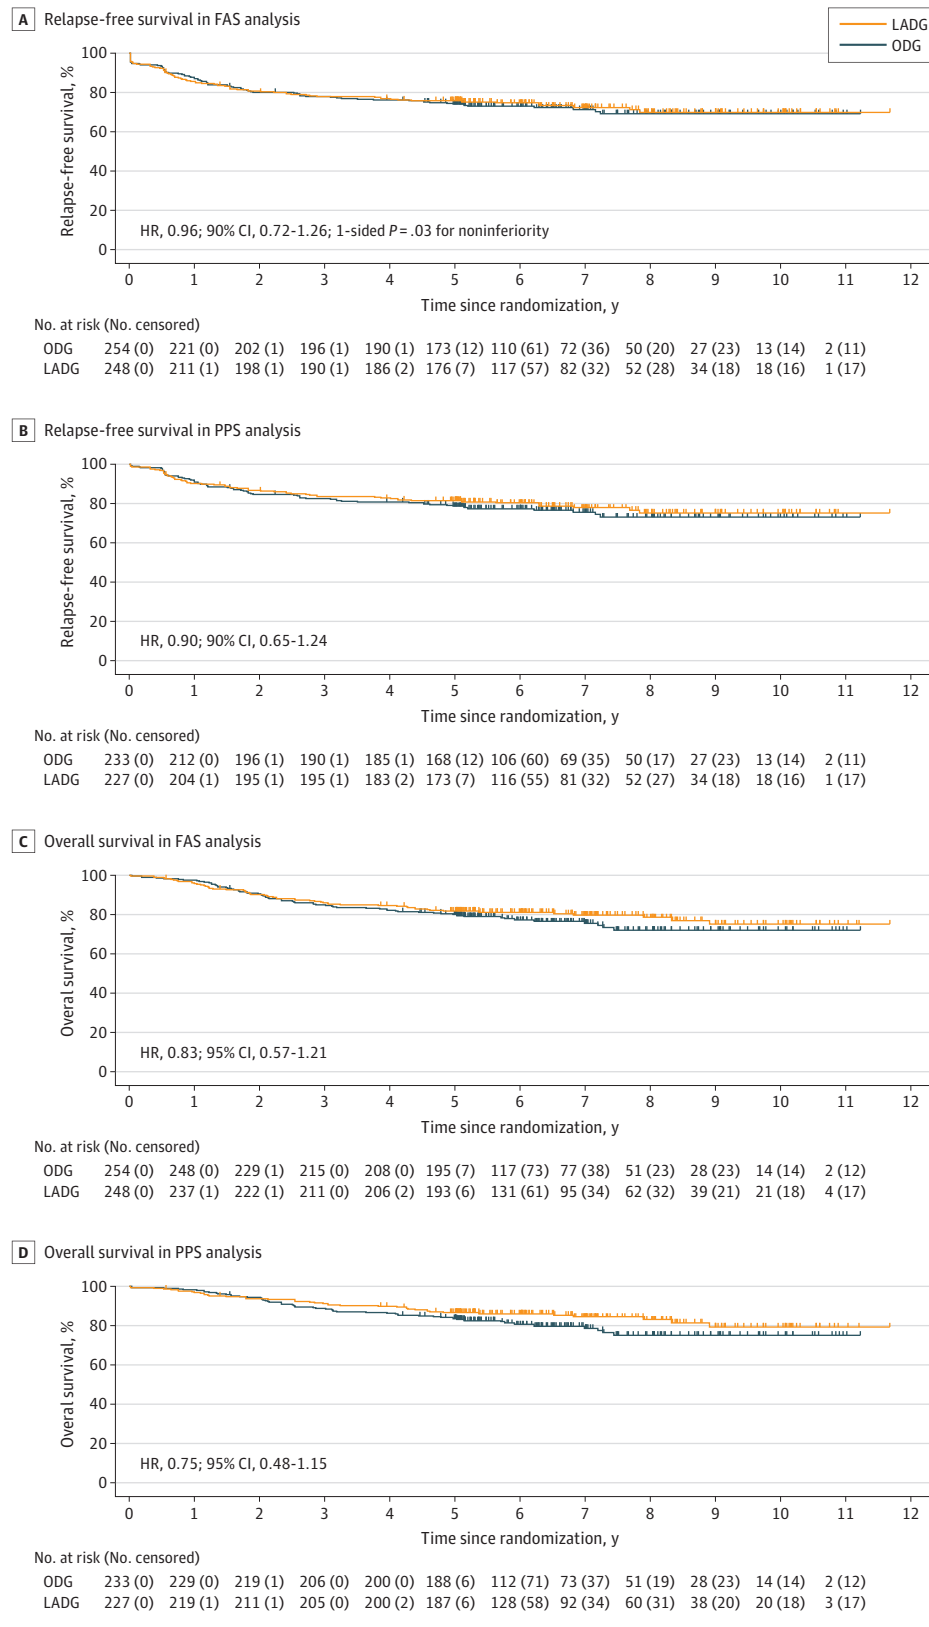 A Relapse-free survival in FAS analysis
LADG
ODG
100
80
60
40
20
0
Relapse-free survival, %
HR, 0.96; 90% CI, 0.72-1.26; 1-sided P = .03 for noninferiority
0 1 2 3 4 5 6 7 8 9 10 11 12
Time since randomization, y
No. at risk (No. censored)
ODG 254 (0) 221 (0) 202 (1) 196 (1) 190 (1) 173 (12) 110 (61) 72 (36) 50 (20) 27 (23) 13 (14) 2 (11)
LADG 248 (0) 211 (1) 198 (1) 190 (1) 186 (2) 176 (7) 117 (57) 82 (32) 52 (28) 34 (18) 18 (16) 1 (17)
B Relapse-free survival in PPS analysis
100
80
60
40
20
0
Relapse-free survival, %
HR, 0.90; 90% CI, 0.65-1.24
0 1 2 3 4 5 6 7 8 9 10 11 12
Time since randomization, y
No. at risk (No. censored)
ODG 233 (0) 212 (0) 196 (1) 190 (1) 185 (1) 168 (12) 106 (60) 69 (35) 50 (17) 27 (23) 13 (14) 2 (11)
LADG 227 (0) 204 (1) 195 (1) 195 (1) 183 (2) 173 (7) 116 (55) 81 (32) 52 (27) 34 (18) 18 (16) 1 (17)
C Overall survival in FAS analysis
100
80
60
40
20
0
Overal survival, %
HR, 0.83; 95% CI, 0.57-1.21
0 1 2 3 4 5 6 7 8 9 10 11 12
Time since randomization, y
No. at risk (No. censored)
ODG 254 (0) 248 (0) 229 (1) 215 (0) 208 (0) 195 (7) 117 (73) 77 (38) 51 (23) 28 (23) 14 (14) 2 (12)
LADG 248 (0) 237 (1) 222 (1) 211 (0) 206 (2) 193 (6) 131 (61) 95 (34) 62 (32) 39 (21) 21 (18) 4 (17)
D Overall survival in PPS analysis
100
80
60
40
20
0
Overal survival, %
HR, 0.75; 95% CI, 0.48-1.15
0 1 2 3 4 5 6 7 8 9 10 11 12
Time since randomization, y
No. at risk (No. censored)
ODG 233 (0) 229 (0) 219 (1) 206 (0) 200 (0) 188 (6) 112 (71) 73 (37) 51 (19) 28 (23) 14 (14) 2 (12)
LADG 227 (0) 219 (1) 211 (1) 205 (0) 200 (2) 187 (6) 128 (58) 92 (34) 60 (31) 38 (20) 20 (18) 3 (17)